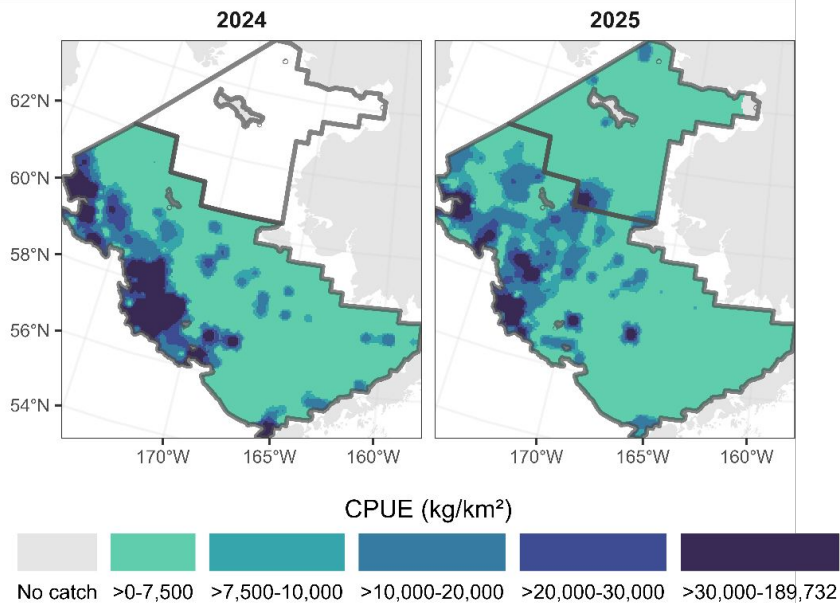 2024 2025
62°N
60°N
58°N
56°N
54°N
170°W 165°W 160°W 170°W 165°W 160°W
CPUE (kg/km²)
No catch >0-7,500 >7,500-10,000 >10,000-20,000 >20,000-30,000 >30,000-189,732